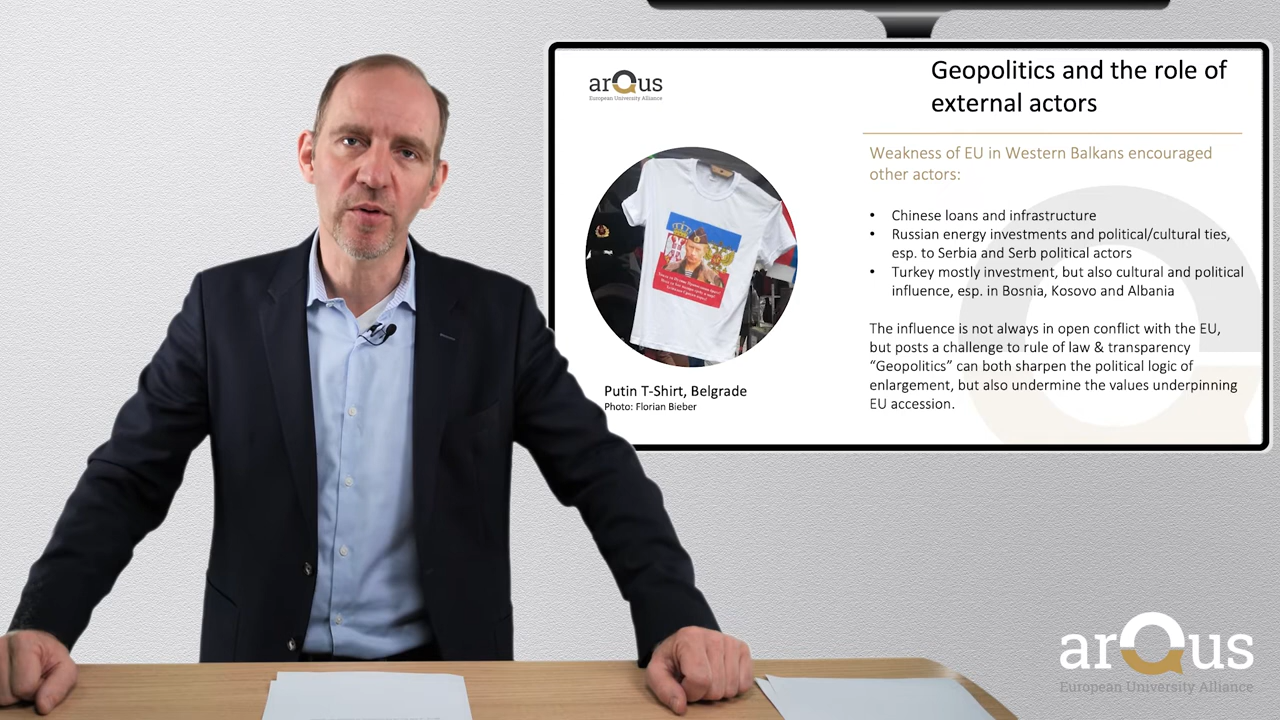 arQus
European University Alliance
Geopolitics and the role of
external actors
Weakness of EU in Western Balkans encouraged
other actors:
• Chinese loans and infrastructure
• Russian energy investments and political/cultural ties,
esp. to Serbia and Serb political actors
• Turkey mostly investment, but also cultural and political
influence, esp. in Bosnia, Kosovo and Albania
The influence is not always in open conflict with the EU,
but posts a challenge to rule of law & transparency
“Geopolitics” can both sharpen the political logic of
enlargement, but also undermine the values underpinning
EU accession.
Putin T-Shirt, Belgrade
Photo: Florian Bieber
arQus
European University Alliance